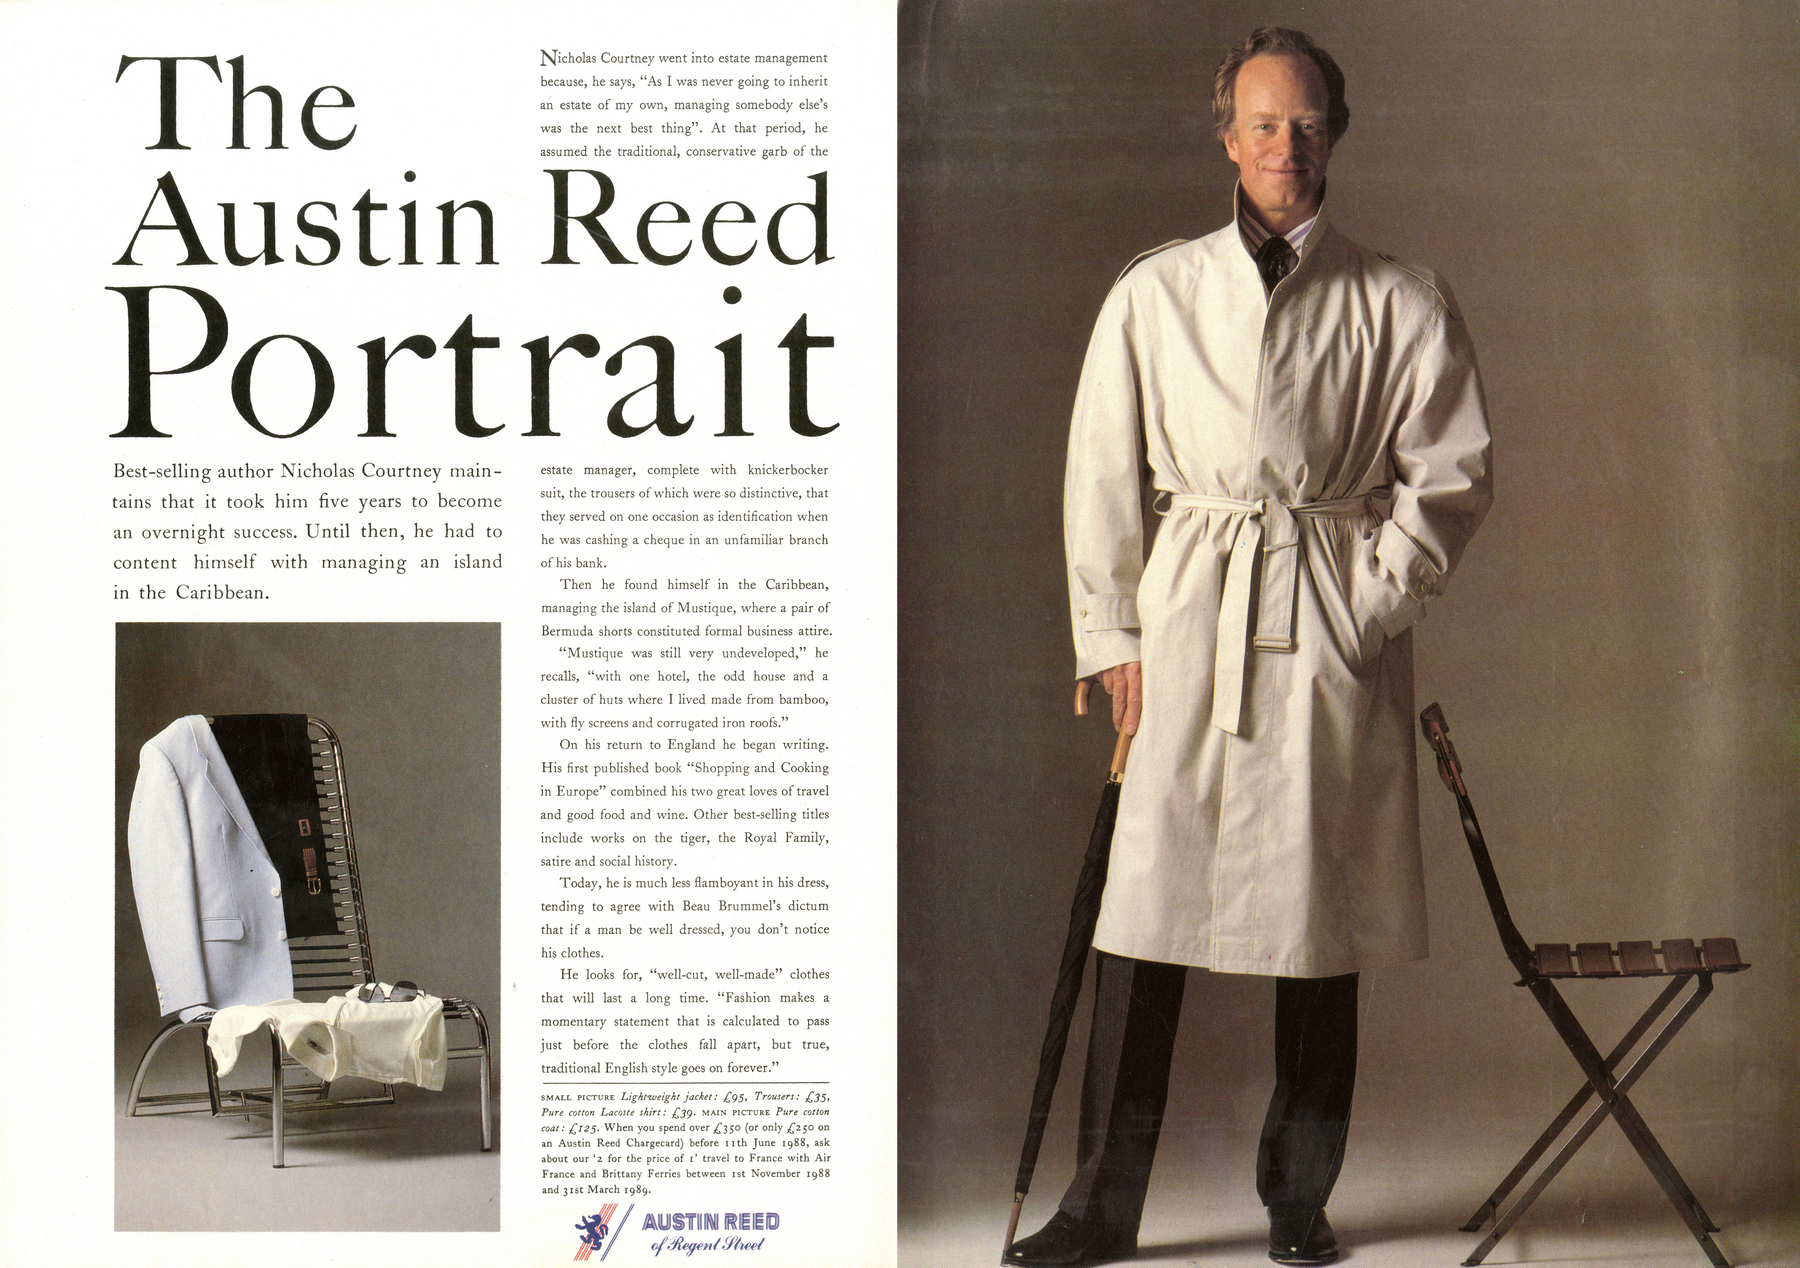 The
Austin Reed
Portrait
Best-selling author Nicholas Courtney main-
tains that it took him five years to become
an overnight success. Until then, he had to
content himself with managing an island
in the Caribbean.
Nicholas Courtney went into estate management
because, he says, “As I was never going to inherit
an estate of my own, managing somebody else’s
was the next best thing”. At that period, he
assumed the traditional, conservative garb of the
estate manager, complete with knickerbocker
suit, the trousers of which were so distinctive, that
they served on one occasion as identification when
he was cashing a cheque in an unfamiliar branch
of his bank.
Then he found himself in the Caribbean,
managing the island of Mustique, where a pair of
Bermuda shorts constituted formal business attire.
“Mustique was still very undeveloped,” he
recalls, “with one hotel, the odd house and a
cluster of huts where I lived made from bamboo,
with fly screens and corrugated iron roofs.”
On his return to England he began writing.
His first published book “Shopping and Cooking
in Europe” combined his two great loves of travel
and good food and wine. Other best-selling titles
include works on the tiger, the Royal Family,
satire and social history.
Today, he is much less flamboyant in his dress,
tending to agree with Beau Brummel’s dictum
that if a man be well dressed, you don’t notice
his clothes.
He looks for, “well-cut, well-made” clothes
that will last a long time. “Fashion makes a
momentary statement that is calculated to pass
just before the clothes fall apart, but true,
traditional English style goes on forever.”
SMALL PICTURE Lightweight jacket: £95, Trousers: £35,
Pure cotton Lacoste shirt: £39. MAIN PICTURE Pure cotton
coat: £125. When you spend over £350 (or only £250 on
an Austin Reed Chargecard) before 11th June 1988, ask
about our ‘2 for the price of 1’ travel to France with Air
France and Brittany Ferries between 1st November 1988
and 31st March 1989.
AUSTIN REED
of Regent Street